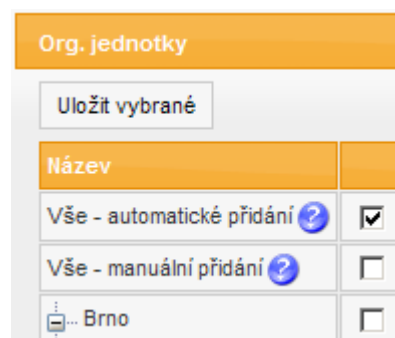 Org. jednotky
Uložit vybrané
Název
Vše - automatické přidání ?
Vše - manuální přidání ?
Brno